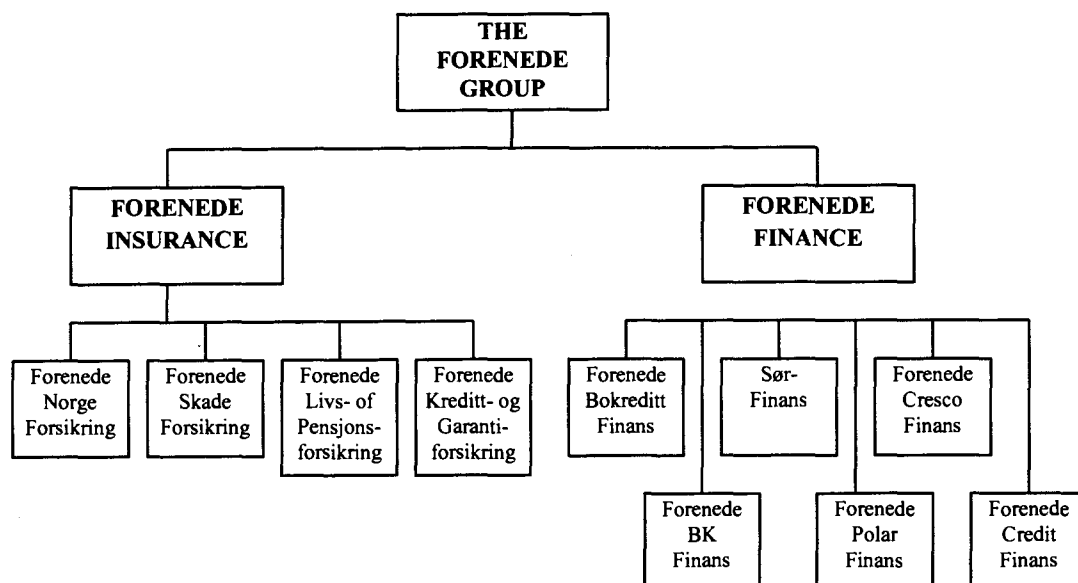 THE
FORENEDE
GROUP
FORENEDE
INSURANCE
FORENEDE
FINANCE
Forenede
Norge
Forsikring
Forenede
Skade
Forsikring
Forenede
Livs- of
Pensjons-
forsikring
Forenede
Kreditt- og
Garanti-
forsikring
Forenede
Bokreditt
Finans
Sør-
Finans
Forenede
Cresco
Finans
Forenede
BK
Finans
Forenede
Polar
Finans
Forenede
Credit
Finans